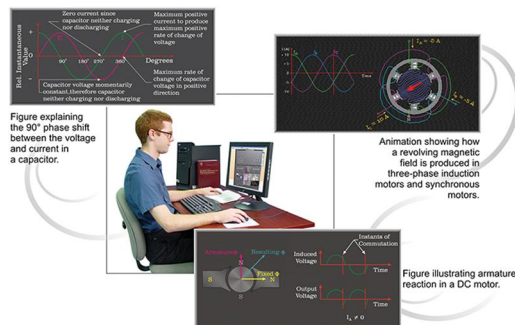 Zero current since
capacitor neither charging
nor discharging
Maximum positive
current to produce
maximum positive
rate of change of
voltage
Rel. Instantaneous
Value
+
0
-
90°
180°
270°
360°
Degrees
Maximum rate of
change of capacitor
voltage in positive
direction
Capacitor voltage momentarily
constant, therefore capacitor
neither charging nor discharging
Figure explaining
the 90° phase shift
between the voltage
and current in
a capacitor.
Time
Animation showing how
a revolving magnetic
field is produced in
three-phase induction
motors and synchronous
motors.
Resulting Φ
Fixed Φ
S
N
Induced
Voltage
Instants of
Commutation
Time
Output
Voltage
Time
Figure illustrating armature
reaction in a DC motor.